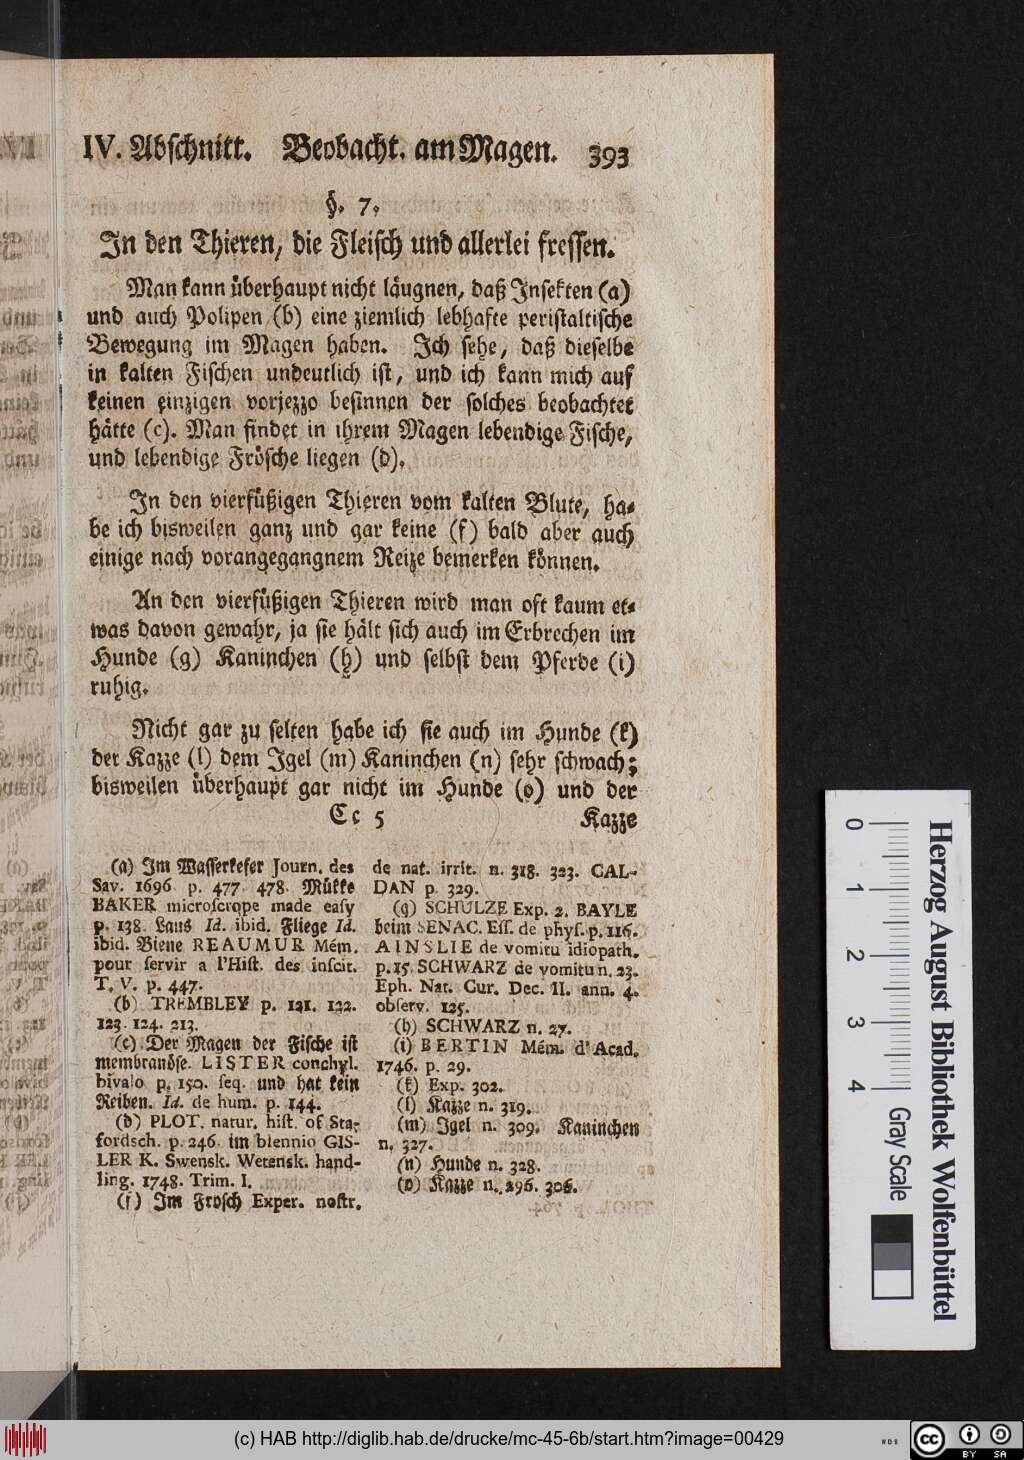 IV. Abschnitt. Beobacht. am Magen. 393
§. 7.
In den Thieren, die Fleisch und allerlei fressen.
Man kann überhaupt nicht läugnen, daß Insekten (a)
und auch Polipen (b) eine ziemlich lebhafte peristaltische
Bewegung im Magen haben. Ich sehe, daß dieselbe
in kalten Fischen undeutlich ist, und ich kann mich auf
keinen einzigen vorjezzo besinnen der solches beobachtet
hätte (c). Man findet in ihrem Magen lebendige Fische,
und lebendige Frösche liegen (d).
In den vierfüßigen Thieren vom kalten Blute, ha-
be ich bisweilen ganz und gar keine (f) bald aber auch
einige nach vorangegangnem Reize bemerken können.
An den vierfüßigen Thieren wird man oft kaum et-
was davon gewahr, ja sie hält sich auch im Erbrechen im
Hunde (g) Kaninchen (h) und selbst dem Pferde (i)
ruhig.
Nicht gar zu selten habe ich sie auch im Hunde (k)
der Kazze (l) dem Igel (m) Kaninchen (n) sehr schwach;
bisweilen überhaupt gar nicht im Hunde (o) und der
Cc 5 Kazze
(a) Im Wasserkefer Journ. des
Sav. 1696 p. 477. 478. Mükke
BAKER microscrope made easy
p. 138. Laus Id. ibid. Fliege Id.
ibid. Biene REAUMUR Mém.
pour servir a l'Hist. des inscit.
T. V. p. 447.
(b) TREMBLEY p. 121. 122.
123. 124. 213.
(c) Der Magen der Fische ist
membranöse. LISTER conchyl.
bivalo p. 150. seq. und hat kein
Reiben. Id. de hum. p. 144.
(d) PLOT. natur. hist. of Sta-
fordsch. p. 246. im biennio GIS-
LER K. Swensk. Wetensk. hand-
ling. 1748. Trim. I.
(f) Im Frosch Exper. nostr.
de nat. irrit. n. 318. 323. CAL-
DAN p. 329.
(g) SCHULZE Exp. 2. BAYLE
beim SENAC. Ess. de phys. p. 116.
AINSLIE de vomitu idiopath.
p. 15. SCHWARZ de vomitu n. 23.
Eph. Nat. Cur. Dec. II. ann. 4.
observ. 125.
(h) SCHWARZ n. 27.
(i) BERTIN Mém. d'Acad.
1746. p. 29.
(k) Exp. 302.
(l) Kazze n. 319.
(m) Igel n. 309. Kaninchen
n. 327.
(n) Hunde n. 328.
(o) Kazze n. 296. 306.
0 1 2 3 4
Gray Scale
Herzog August Bibliothek Wolfenbüttel
(c) HAB http://diglib.hab.de/drucke/mc-45-6b/start.htm?image=00429
WDB
cc BY SA